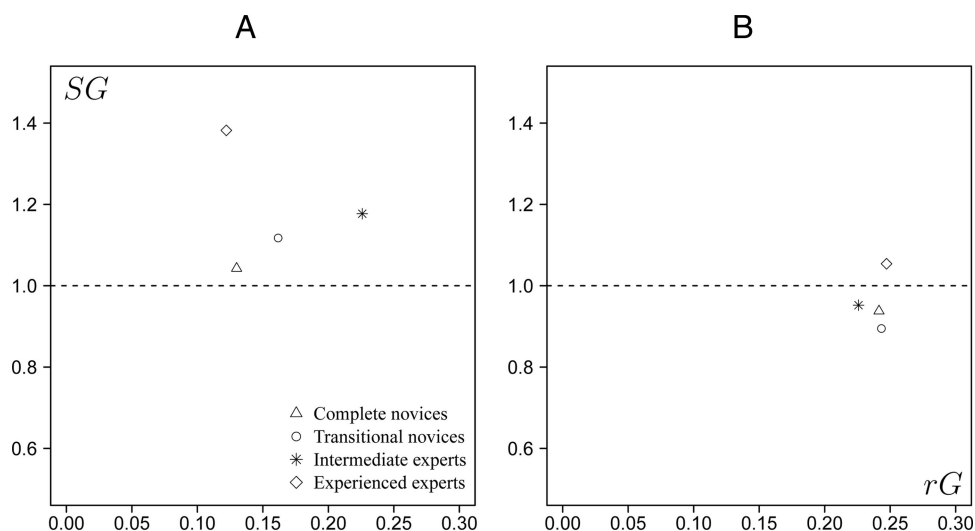 A
B
SG
1.4
1.2
1.0
0.8
0.6
△ Complete novices
○ Transitional novices
✳ Intermediate experts
◇ Experienced experts
0.00 0.05 0.10 0.15 0.20 0.25 0.30
1.4
1.2
1.0
0.8
0.6
rG
0.00 0.05 0.10 0.15 0.20 0.25 0.30